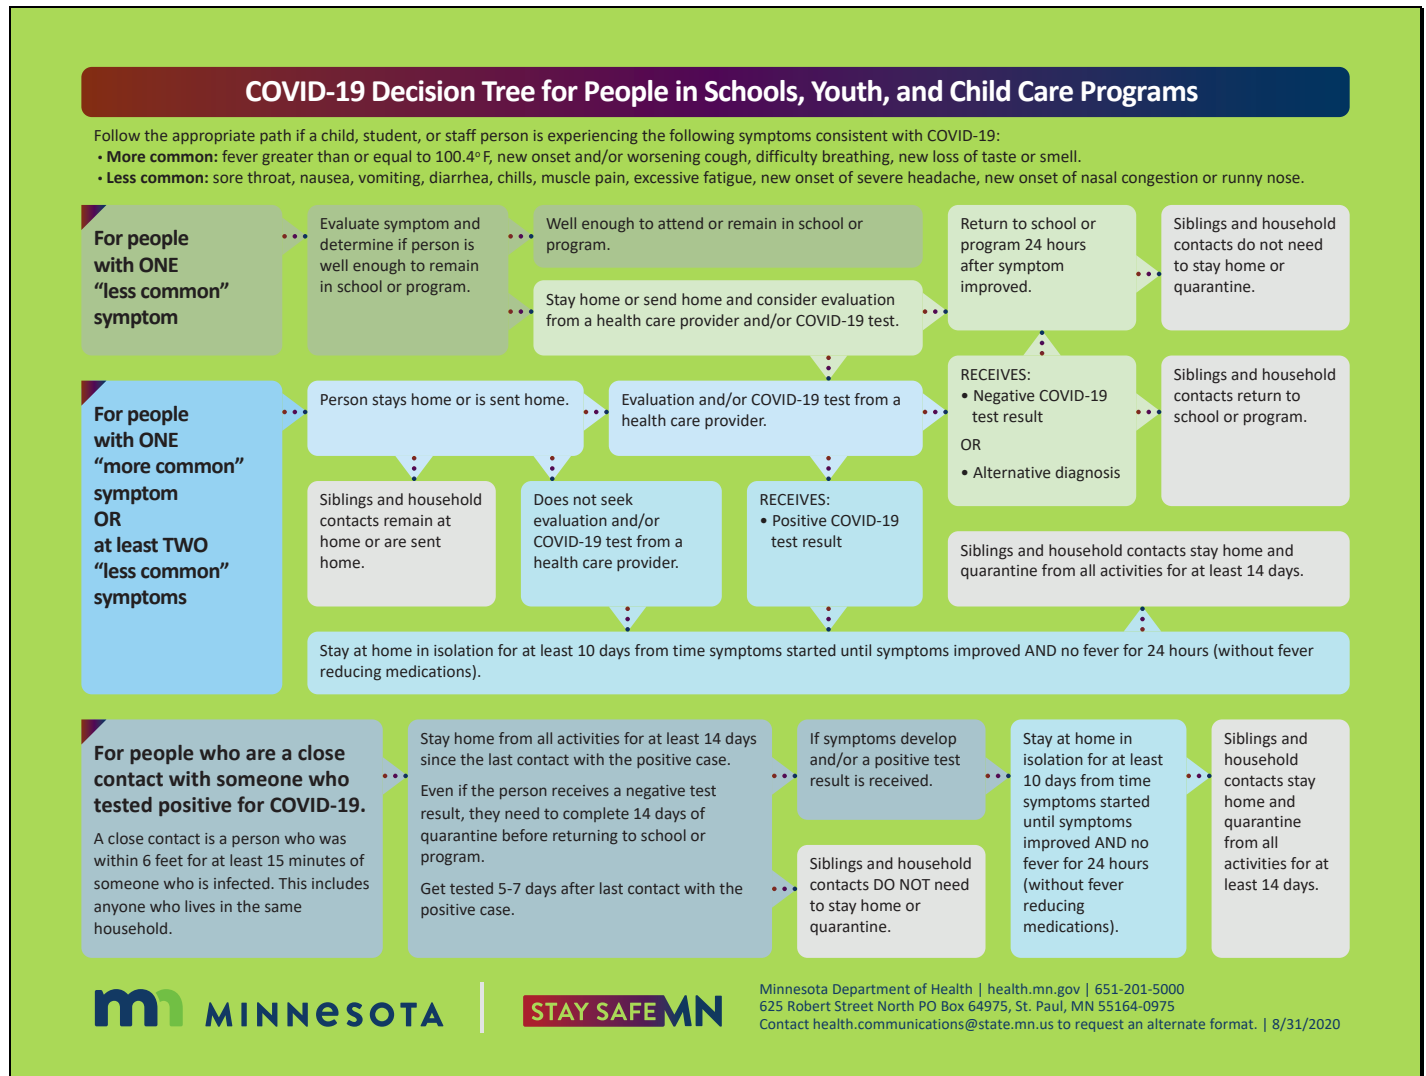 COVID-19 Decision Tree for People in Schools, Youth, and Child Care Programs
Follow the appropriate path if a child, student, or staff person is experiencing the following symptoms consistent with COVID-19:
• More common: fever greater than or equal to 100.4° F, new onset and/or worsening cough, difficulty breathing, new loss of taste or smell.
• Less common: sore throat, nausea, vomiting, diarrhea, chills, muscle pain, excessive fatigue, new onset of severe headache, new onset of nasal congestion or runny nose.
For people
with ONE
“less common”
symptom
Evaluate symptom and
determine if person is
well enough to remain
in school or program.
Well enough to attend or remain in school or
program.
Stay home or send home and consider evaluation
from a health care provider and/or COVID-19 test.
Return to school or
program 24 hours
after symptom
improved.
Siblings and household
contacts do not need
to stay home or
quarantine.
For people
with ONE
“more common”
symptom
OR
at least TWO
“less common”
symptoms
Person stays home or is sent home.
Evaluation and/or COVID-19 test from a
health care provider.
RECEIVES:
• Negative COVID-19
test result
OR
• Alternative diagnosis
Siblings and household
contacts return to
school or program.
Siblings and household
contacts remain at
home or are sent
home.
Does not seek
evaluation and/or
COVID-19 test from a
health care provider.
RECEIVES:
• Positive COVID-19
test result
Siblings and household contacts stay home and
quarantine from all activities for at least 14 days.
Stay at home in isolation for at least 10 days from time symptoms started until symptoms improved AND no fever for 24 hours (without fever
reducing medications).
For people who are a close
contact with someone who
tested positive for COVID-19.
A close contact is a person who was
within 6 feet for at least 15 minutes of
someone who is infected. This includes
anyone who lives in the same
household.
Stay home from all activities for at least 14 days
since the last contact with the positive case.
Even if the person receives a negative test
result, they need to complete 14 days of
quarantine before returning to school or
program.
Get tested 5-7 days after last contact with the
positive case.
If symptoms develop
and/or a positive test
result is received.
Siblings and household
contacts DO NOT need
to stay home or
quarantine.
Stay at home in
isolation for at least
10 days from time
symptoms started
until symptoms
improved AND no
fever for 24 hours
(without fever
reducing
medications).
Siblings and
household
contacts stay
home and
quarantine
from all
activities for at
least 14 days.
mn MINNESOTA
STAY SAFE MN
Minnesota Department of Health | health.mn.gov | 651-201-5000
625 Robert Street North PO Box 64975, St. Paul, MN 55164-0975
Contact health.communications@state.mn.us to request an alternate format. | 8/31/2020